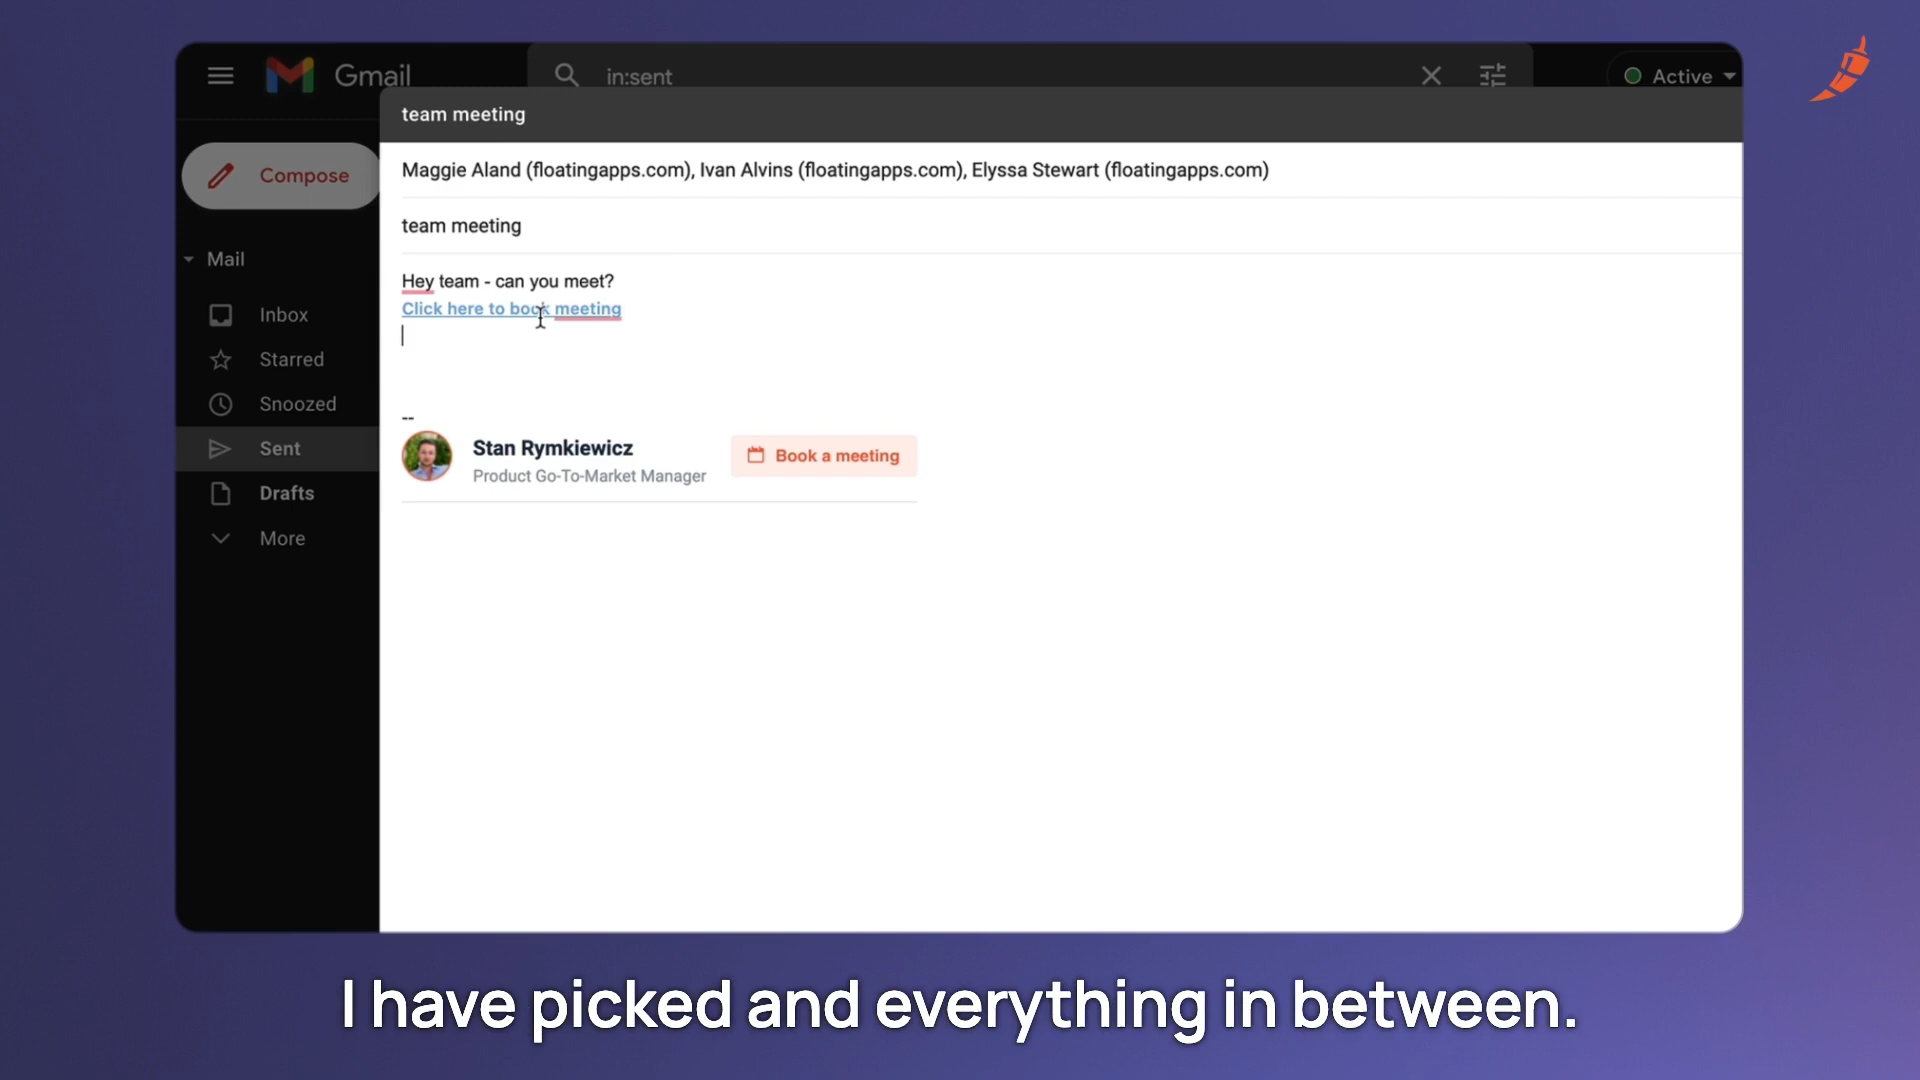 Gmail
in:sent
Active
team meeting
Compose
Maggie Aland (floatingapps.com), Ivan Alvins (floatingapps.com), Elyssa Stewart (floatingapps.com)
team meeting
Mail
Hey team - can you meet?
Click here to book meeting
Inbox
Starred
Snoozed
Sent
Drafts
More
--
Stan Rymkiewicz
Product Go-To-Market Manager
Book a meeting
I have picked and everything in between.